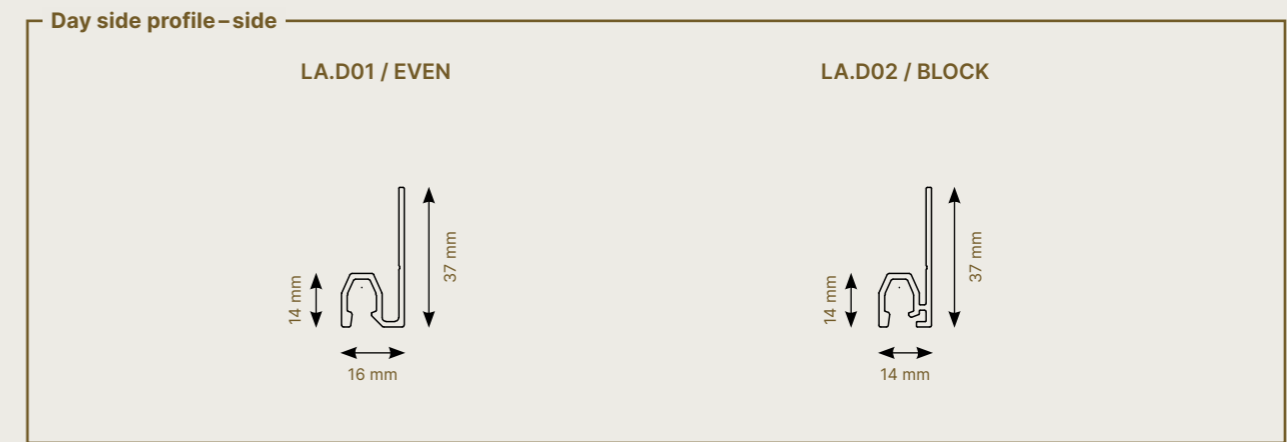 Day side profile–side
LA.D01 / EVEN
LA.D02 / BLOCK
14 mm
37 mm
16 mm
14 mm
37 mm
14 mm